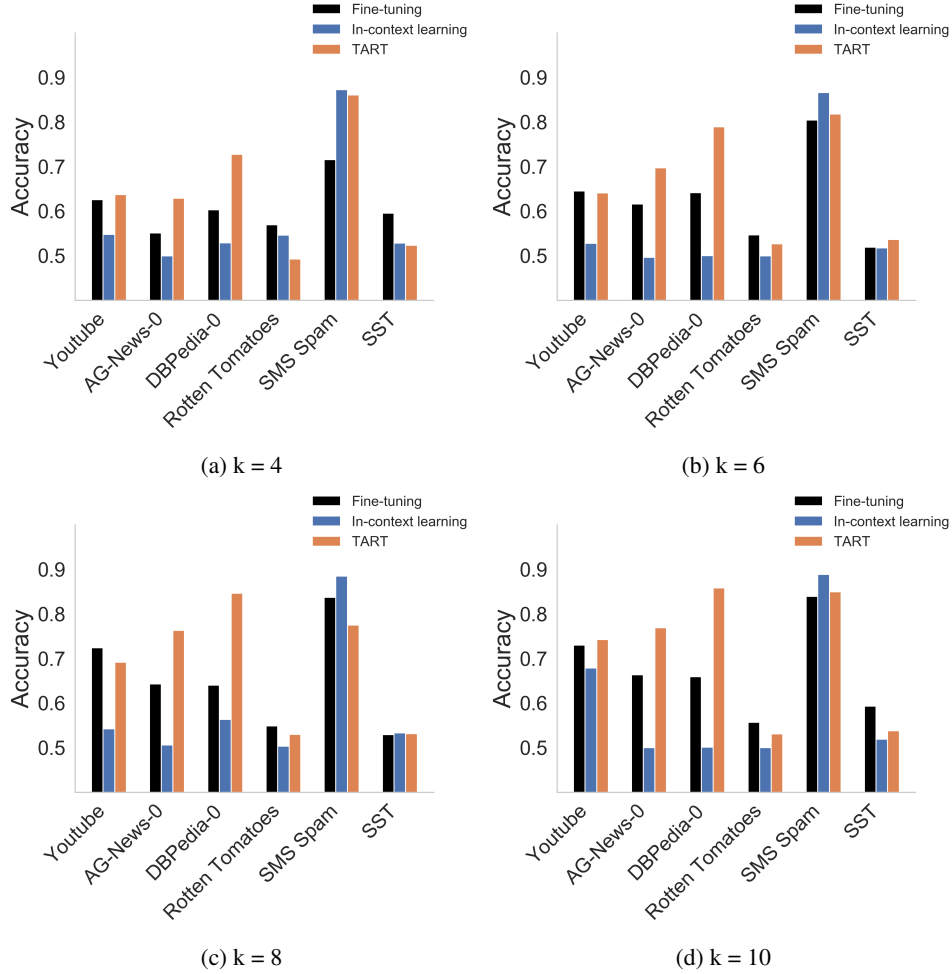 Fine-tuning
In-context learning
TART
Accuracy
0.9
0.8
0.7
0.6
0.5
Youtube
AG-News-0
DBPedia-0
Rotten Tomatoes
SMS Spam
SST
(a) k = 4
Fine-tuning
In-context learning
TART
Accuracy
0.9
0.8
0.7
0.6
0.5
Youtube
AG-News-0
DBPedia-0
Rotten Tomatoes
SMS Spam
SST
(b) k = 6
Fine-tuning
In-context learning
TART
Accuracy
0.9
0.8
0.7
0.6
0.5
Youtube
AG-News-0
DBPedia-0
Rotten Tomatoes
SMS Spam
SST
(c) k = 8
Fine-tuning
In-context learning
TART
Accuracy
0.9
0.8
0.7
0.6
0.5
Youtube
AG-News-0
DBPedia-0
Rotten Tomatoes
SMS Spam
SST
(d) k = 10